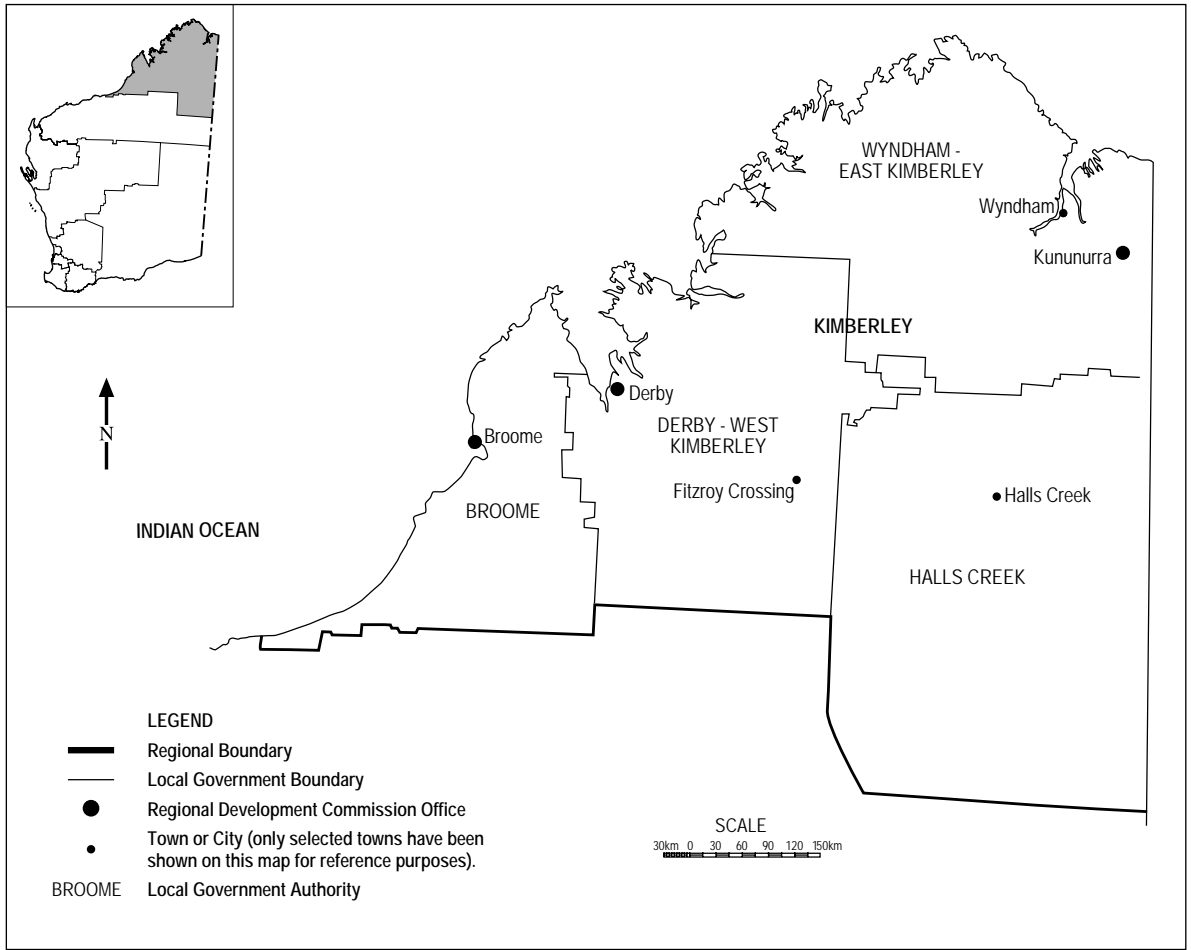 WYNDHAM -
EAST KIMBERLEY
Wyndham
Kununurra
KIMBERLEY
Derby
DERBY - WEST
KIMBERLEY
Broome
Fitzroy Crossing
Halls Creek
BROOME
N
INDIAN OCEAN
HALLS CREEK
LEGEND
Regional Boundary
Local Government Boundary
Regional Development Commission Office
Town or City (only selected towns have been
shown on this map for reference purposes).
BROOME Local Government Authority
SCALE
30km 0 30 60 90 120 150km